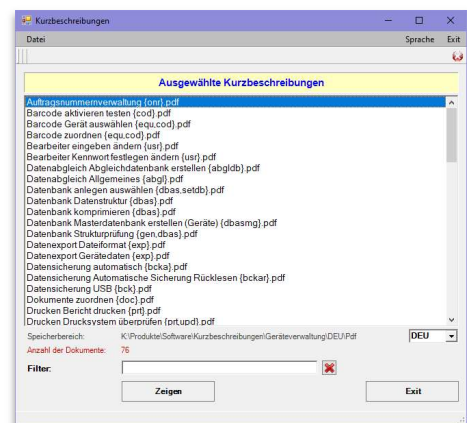 Kurzbeschreibungen
Datei Sprache Exit
Ausgewählte Kurzbeschreibungen
Auftragsnummernverwaltung {onr}.pdf
Barcode aktivieren testen {cod}.pdf
Barcode Gerät auswählen {equ,cod}.pdf
Barcode zuordnen {equ,cod}.pdf
Bearbeiter eingeben ändern {usr}.pdf
Bearbeiter Kennwort festlegen ändern {usr}.pdf
Datenabgleich Abgleichdatenbank erstellen {abgldb}.pdf
Datenabgleich Allgemeines {abgl}.pdf
Datenbank anlegen auswählen {dbas,setdb}.pdf
Datenbank Datenstruktur {dbas}.pdf
Datenbank komprimieren {dbas}.pdf
Datenbank Masterdatenbank erstellen (Geräte) {dbasmg}.pdf
Datenbank Strukturprüfung {gen,dbas}.pdf
Datenexport Dateiformat {exp}.pdf
Datenexport Gerätedaten {exp}.pdf
Datensicherung automatisch {bcka}.pdf
Datensicherung Automatische Sicherung Rücklesen {bckar}.pdf
Datensicherung USB {bck}.pdf
Dokumente zuordnen {doc}.pdf
Drucken Bericht drucken {prt}.pdf
Drucken Drucksystem überprüfen {prt,upd}.pdf
Speicherbereich: K:\Produkte\Software\Kurzbeschreibungen\Geräteverwaltung\DEU\Pdf DEU
Anzahl der Dokumente: 76
Filter:
Zeigen Exit